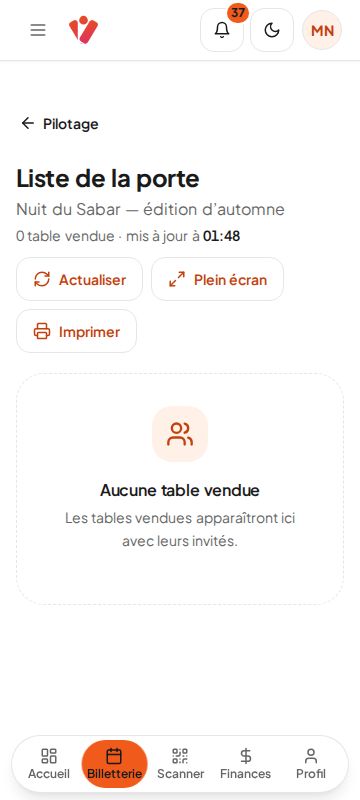 37
MN
Pilotage
Liste de la porte
Nuit du Sabar — édition d’automne
0 table vendue · mis à jour à 01:48
Actualiser
Plein écran
Imprimer
Aucune table vendue
Les tables vendues apparaîtront ici
avec leurs invités.
Accueil
Billetterie
Scanner
Finances
Profil